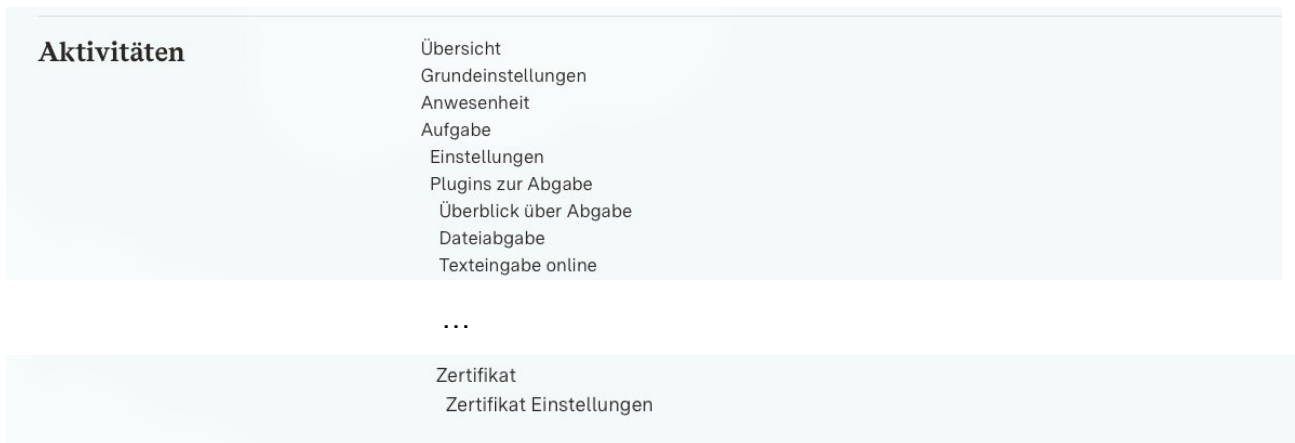 Aktivitäten
Übersicht
Grundeinstellungen
Anwesenheit
Aufgabe
Einstellungen
Plugins zur Abgabe
Überblick über Abgabe
Dateiabgabe
Texteingabe online
...
Zertifikat
Zertifikat Einstellungen